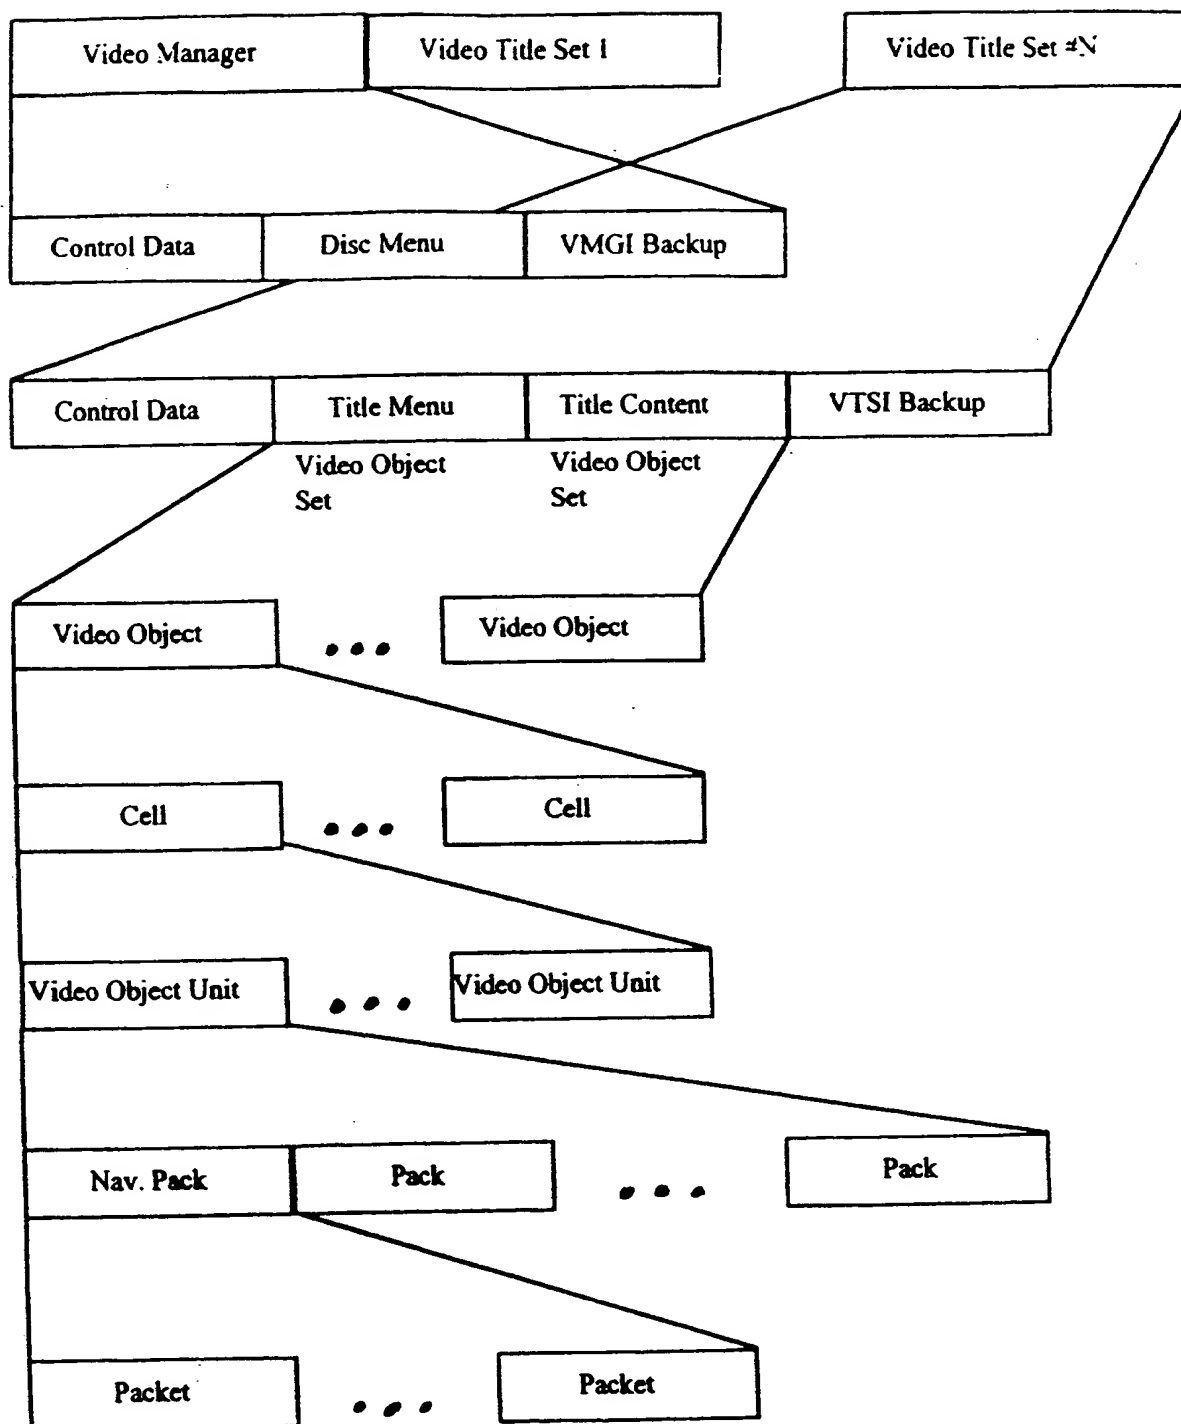 Video Manager
Video Title Set 1
Video Title Set #N
Control Data
Disc Menu
VMGI Backup
Control Data
Title Menu
Title Content
VTSI Backup
Video Object
Set
Video Object
Set
Video Object
Video Object
Cell
Cell
Video Object Unit
Video Object Unit
Nav. Pack
Pack
Pack
Packet
Packet